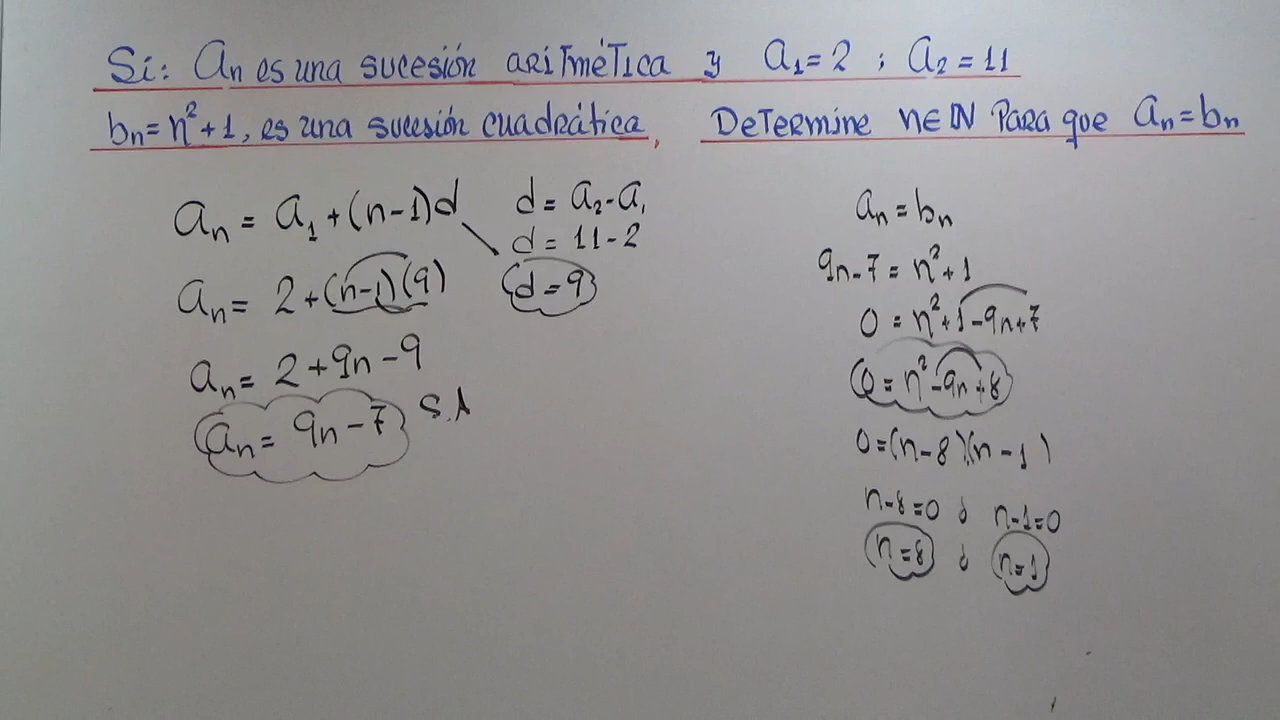 Si: an es una sucesión aritmética y a₁ = 2 ; a₂ = 11
bn = n² + 1, es una sucesión cuadrática, Determine n∈ℕ Para que an = bn
an = a₁ + (n-1)d
an = 2 + (n-1)(9)
an = 2 + 9n - 9
an = 9n - 7 S.A
d = a₂ - a₁
d = 11 - 2
d = 9
an = bn
9n - 7 = n² + 1
0 = n² + 1 - 9n + 7
0 = n² - 9n + 8
0 = (n - 8)(n - 1)
n - 8 = 0 ó n - 1 = 0
n = 8 ó n = 1